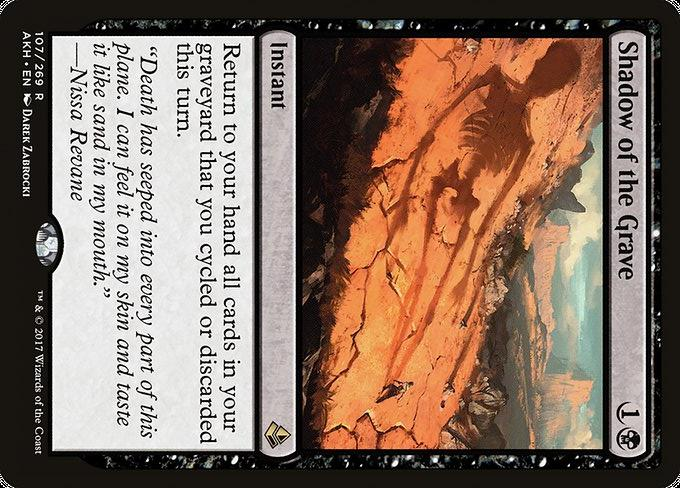 Shadow of the Grave 1
Instant
Return to your hand all cards in your
graveyard that you cycled or discarded
this turn.
“Death has seeped into every part of this
plane. I can feel it on my skin and taste
it like sand in my mouth.”
—Nissa Revane
107/269 R
AKH • EN Darek Zabrocki
™ & © 2017 Wizards of the Coast